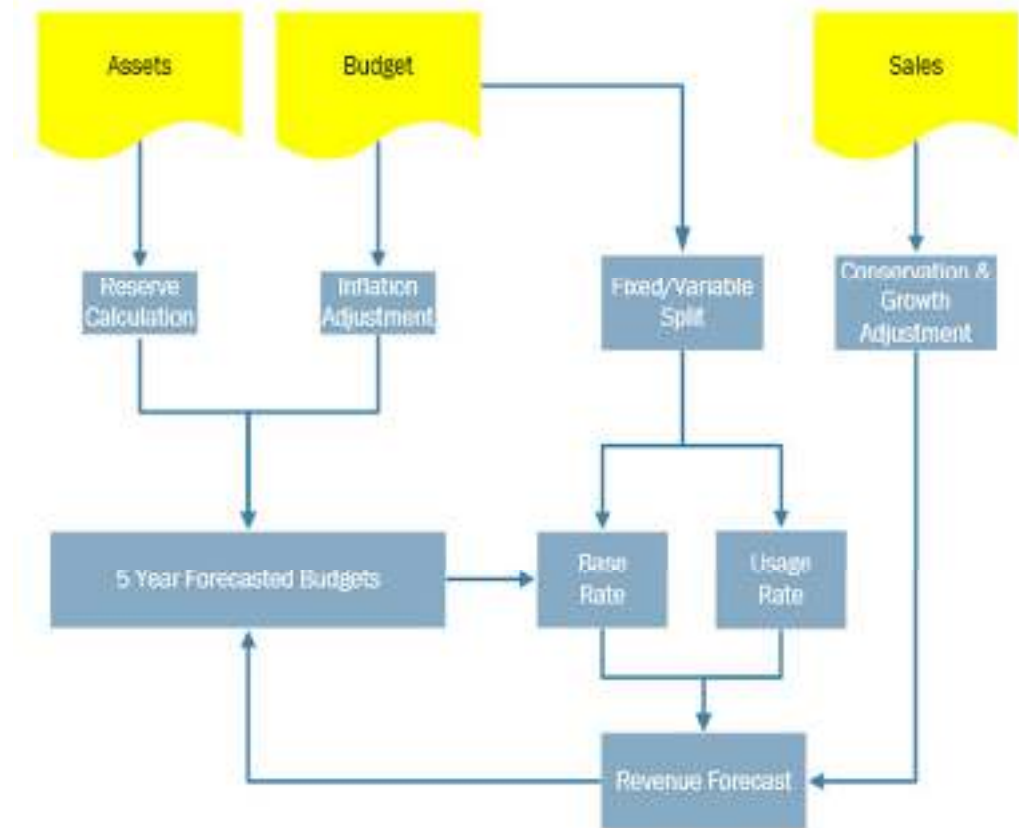 Assets
Budget
Sales
Reserve
Calculation
Inflation
Adjustment
Fixed/Variable
Split
Conservation &
Growth
Adjustment
5 Year Forecasted Budgets
Base
Rate
Usage
Rate
Revenue Forecast